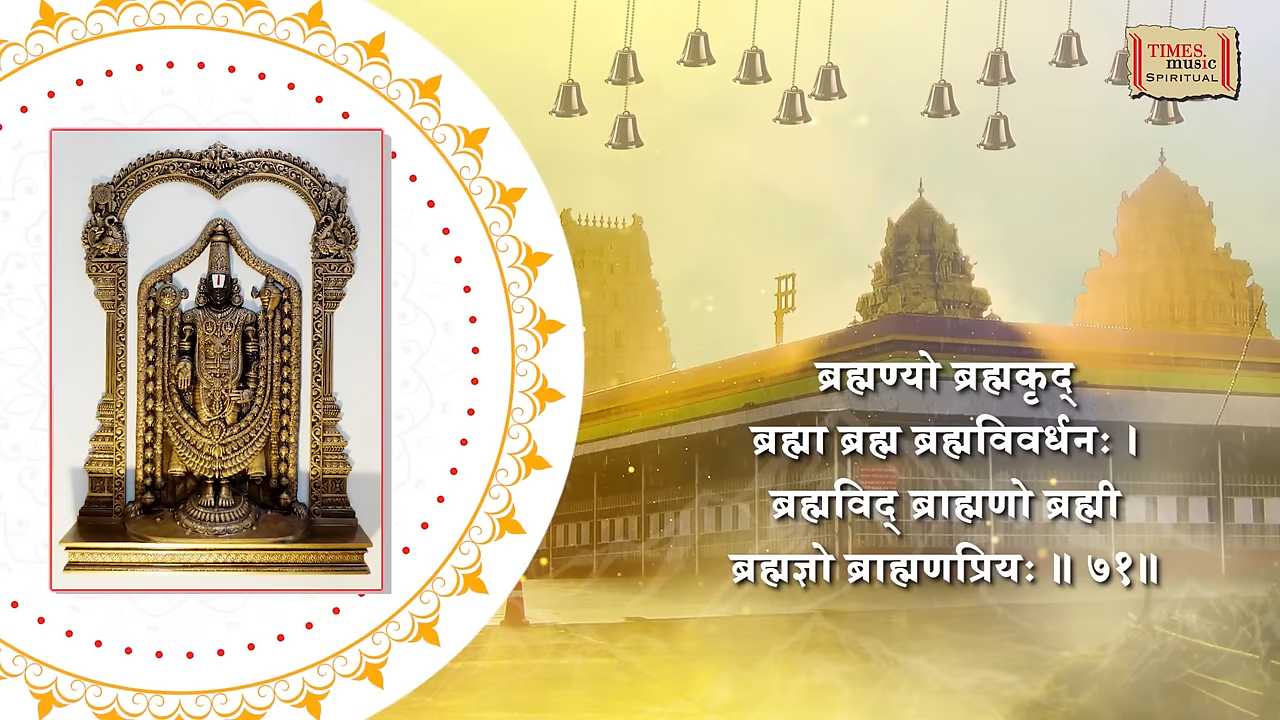 TIMES.
music
SPIRITUAL
ब्रह्मण्यो ब्रह्मकृद्
ब्रह्मा ब्रह्म ब्रह्मविवर्धनः ।
ब्रह्मविद् ब्राह्मणो ब्रह्मी
ब्रह्मज्ञो ब्राह्मणप्रियः ॥ ७१॥